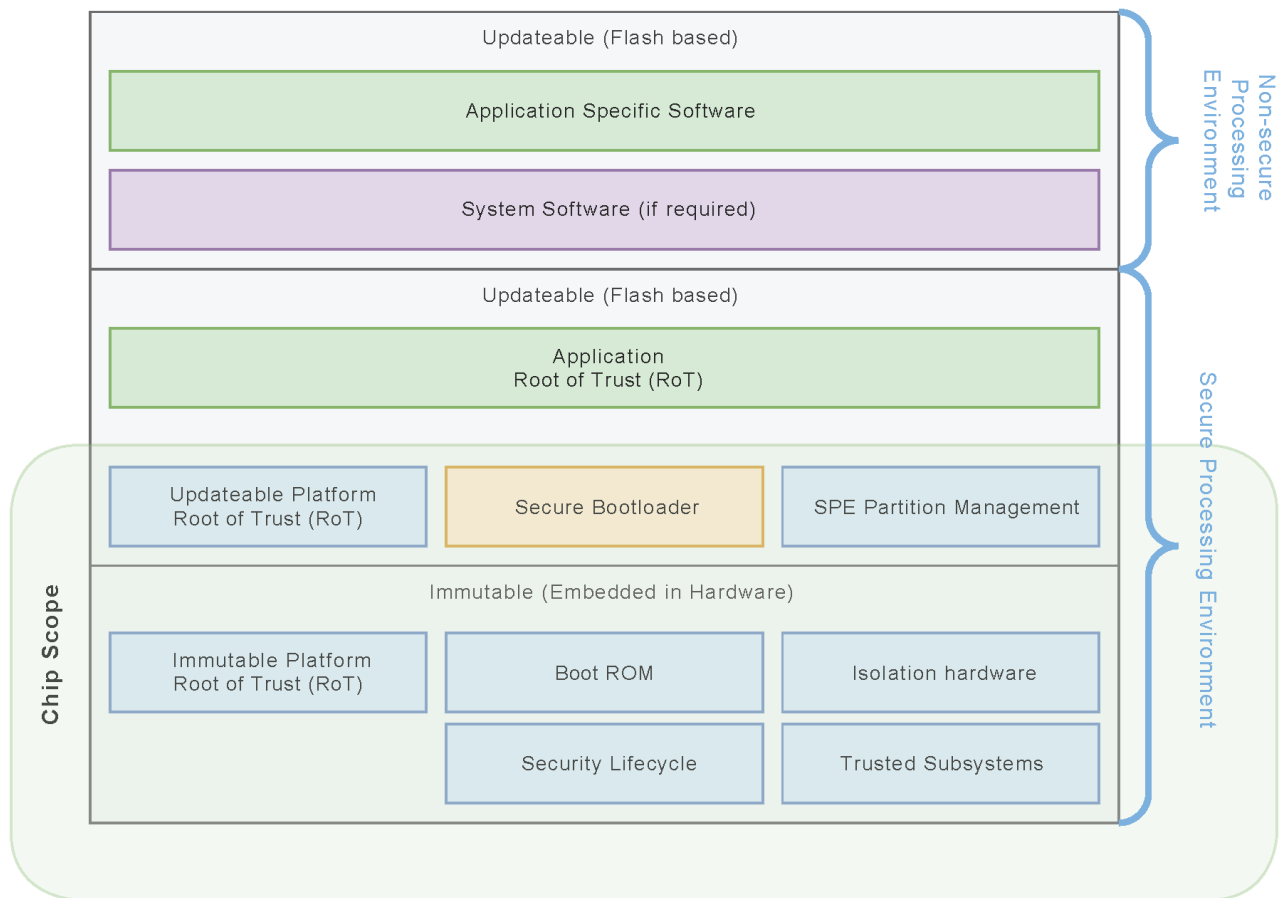 Updateable (Flash based)
Application Specific Software
System Software (if required)
Non-secure
Processing
Environment
Updateable (Flash based)
Application
Root of Trust (RoT)
Updateable Platform
Root of Trust (RoT)
Secure Bootloader
SPE Partition Management
Secure Processing Environment
Chip Scope
Immutable (Embedded in Hardware)
Immutable Platform
Root of Trust (RoT)
Boot ROM
Isolation hardware
Security Lifecycle
Trusted Subsystems